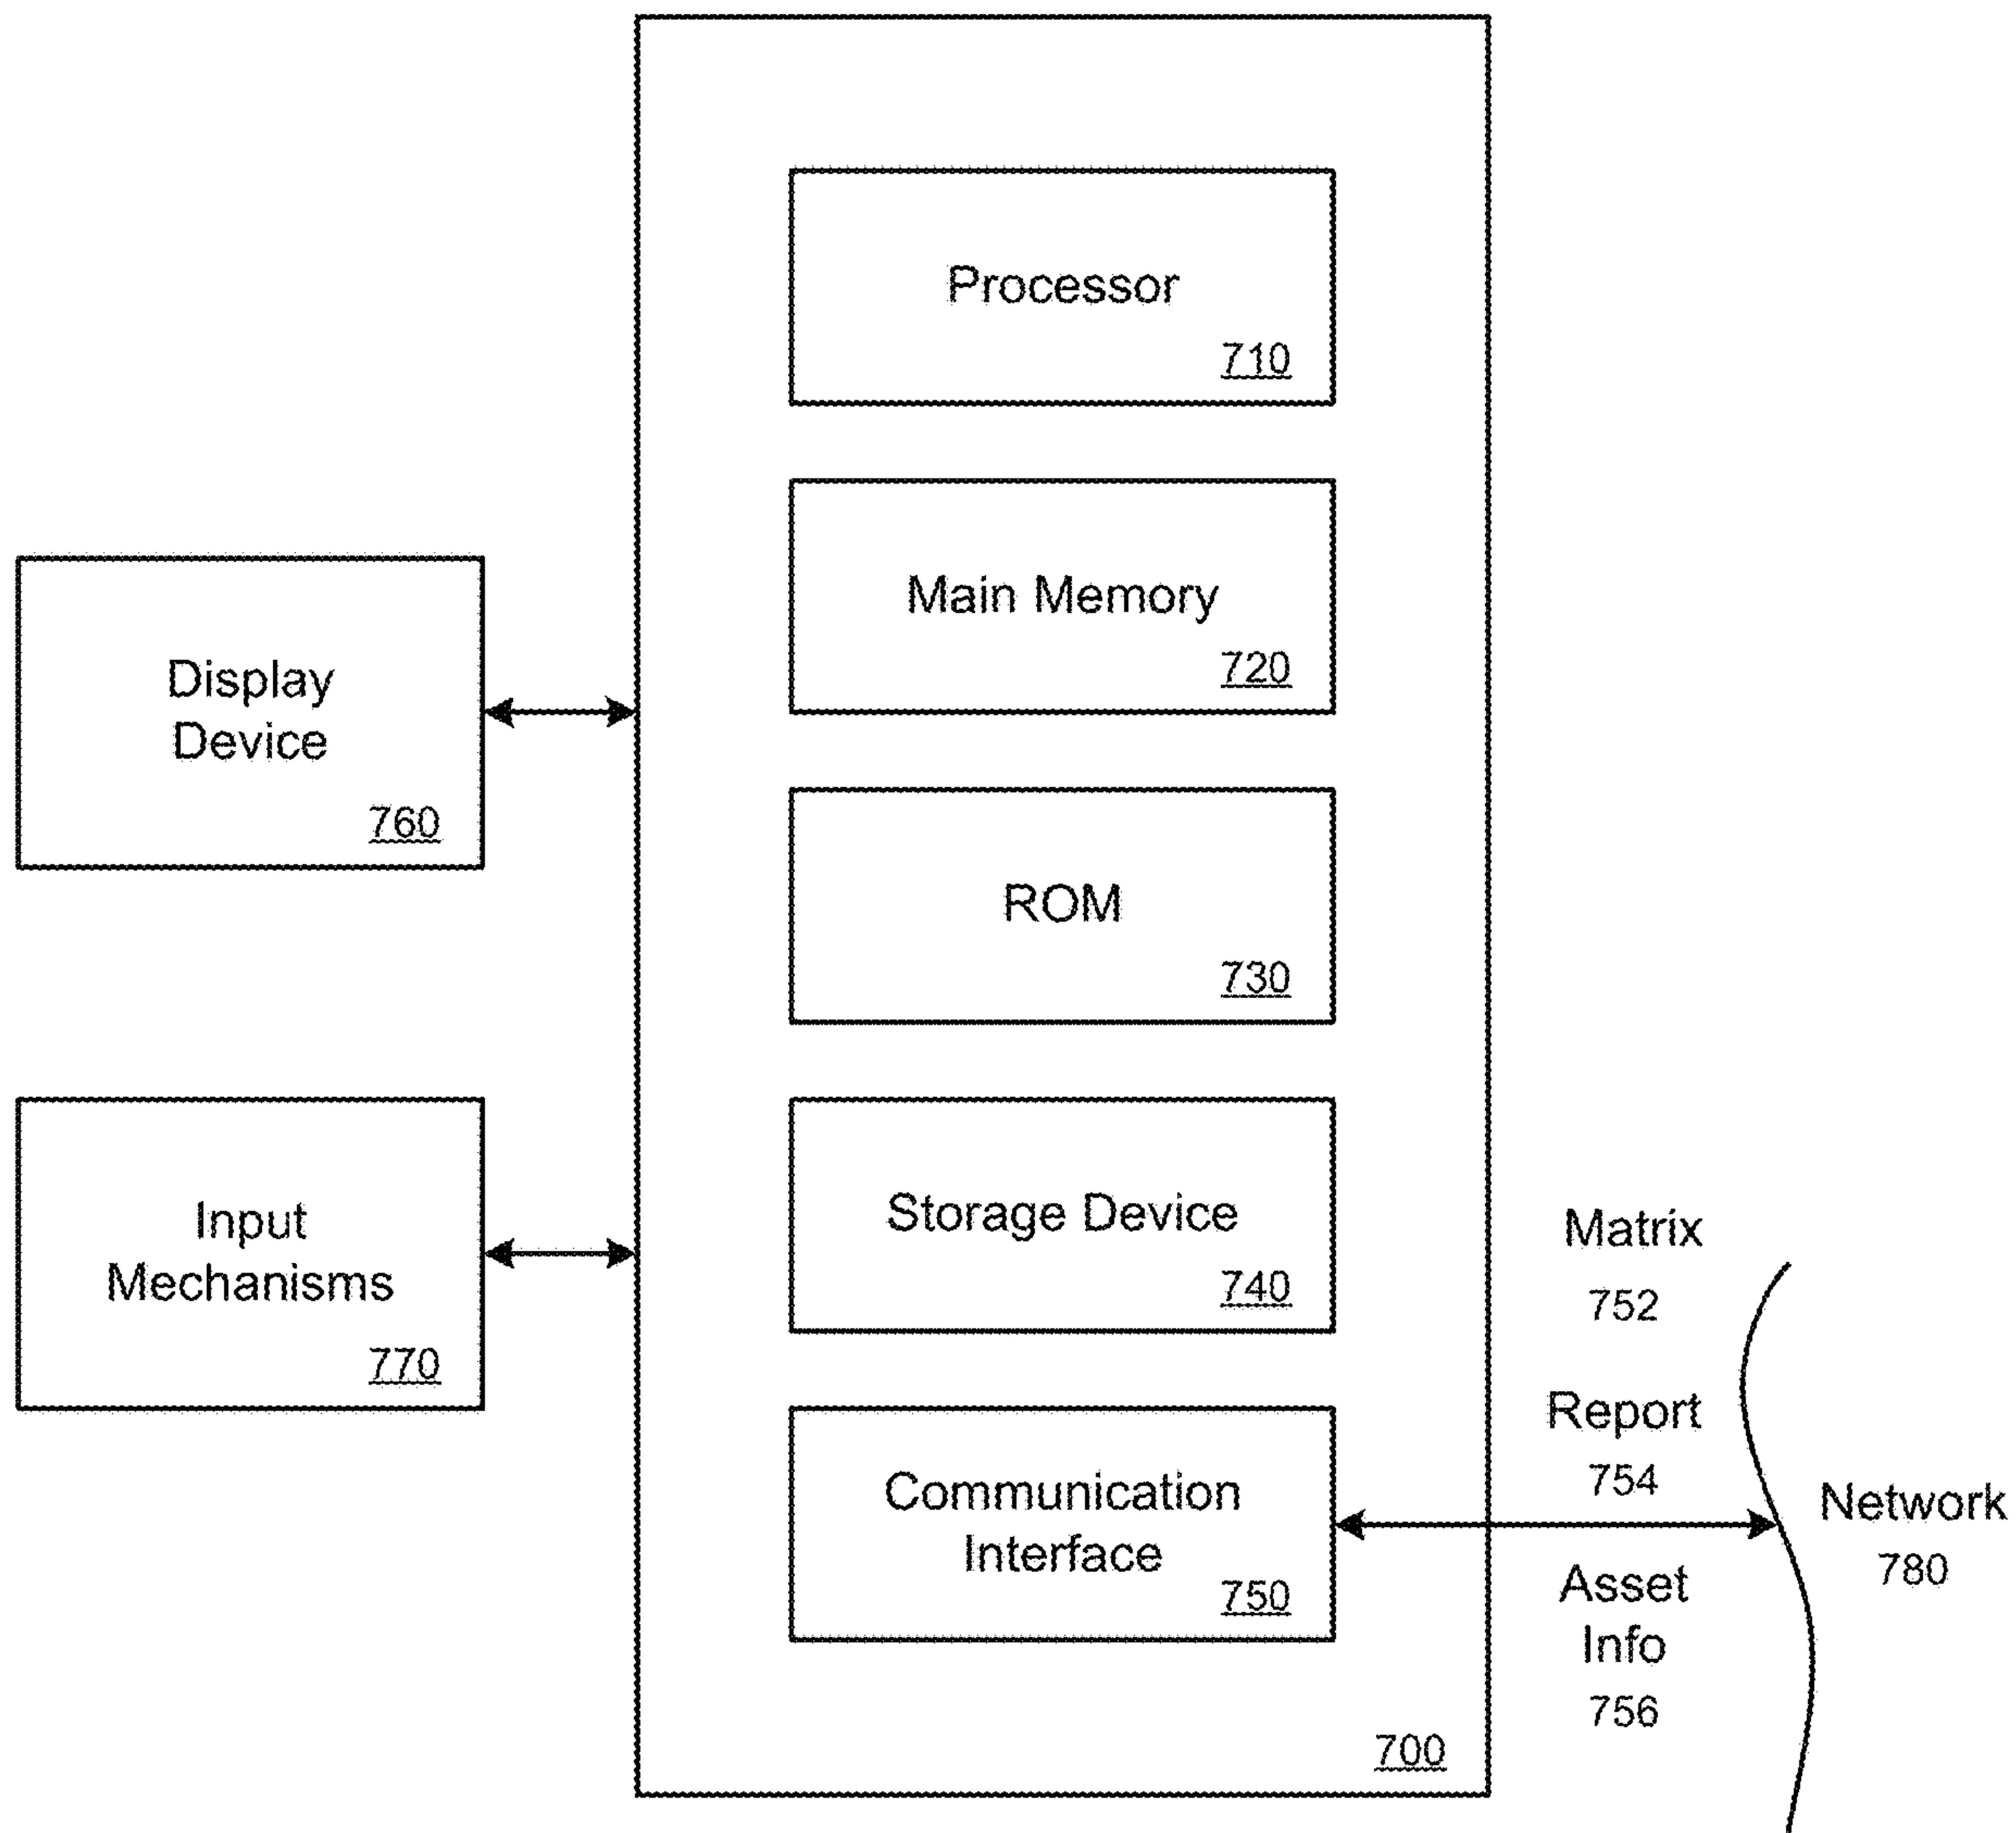 Processor
710
Main Memory
720
Display
Device
760
ROM
730
Input
Mechanisms
770
Storage Device
740
Communication
Interface
750
Matrix
752
Report
754
Asset
Info
756
Network
780
700